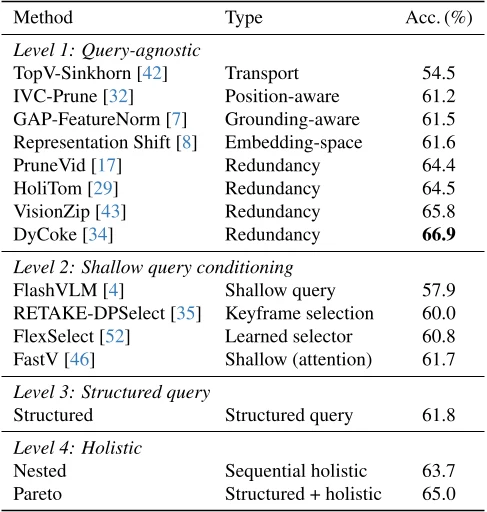 Method Type Acc. (%)
Level 1: Query-agnostic
TopV-Sinkhorn [42] Transport 54.5
IVC-Prune [32] Position-aware 61.2
GAP-FeatureNorm [7] Grounding-aware 61.5
Representation Shift [8] Embedding-space 61.6
PruneVid [17] Redundancy 64.4
HoliTom [29] Redundancy 64.5
VisionZip [43] Redundancy 65.8
DyCoke [34] Redundancy 66.9
Level 2: Shallow query conditioning
FlashVLM [4] Shallow query 57.9
RETAKE-DPSelect [35] Keyframe selection 60.0
FlexSelect [52] Learned selector 60.8
FastV [46] Shallow (attention) 61.7
Level 3: Structured query
Structured Structured query 61.8
Level 4: Holistic
Nested Sequential holistic 63.7
Pareto Structured + holistic 65.0